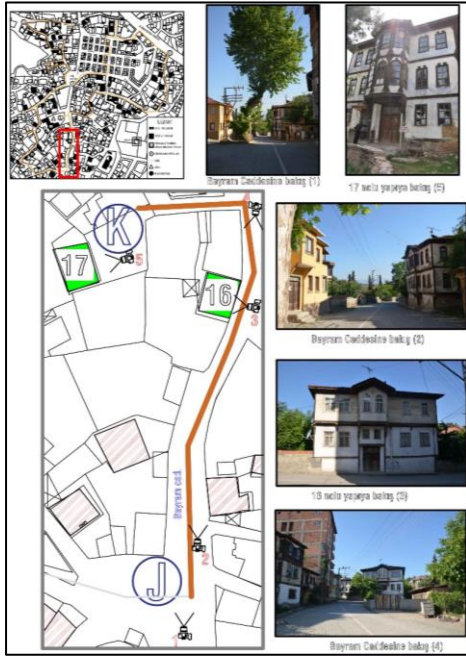 Bayram Caddesine bakış (1)
17 nolu yapıya bakış (5)
K
17
5
16
3
Bayram Caddesine bakış (2)
16 nolu yapıya bakış (3)
Bayram cad.
2
J
1
Bayram Caddesine bakış (4)